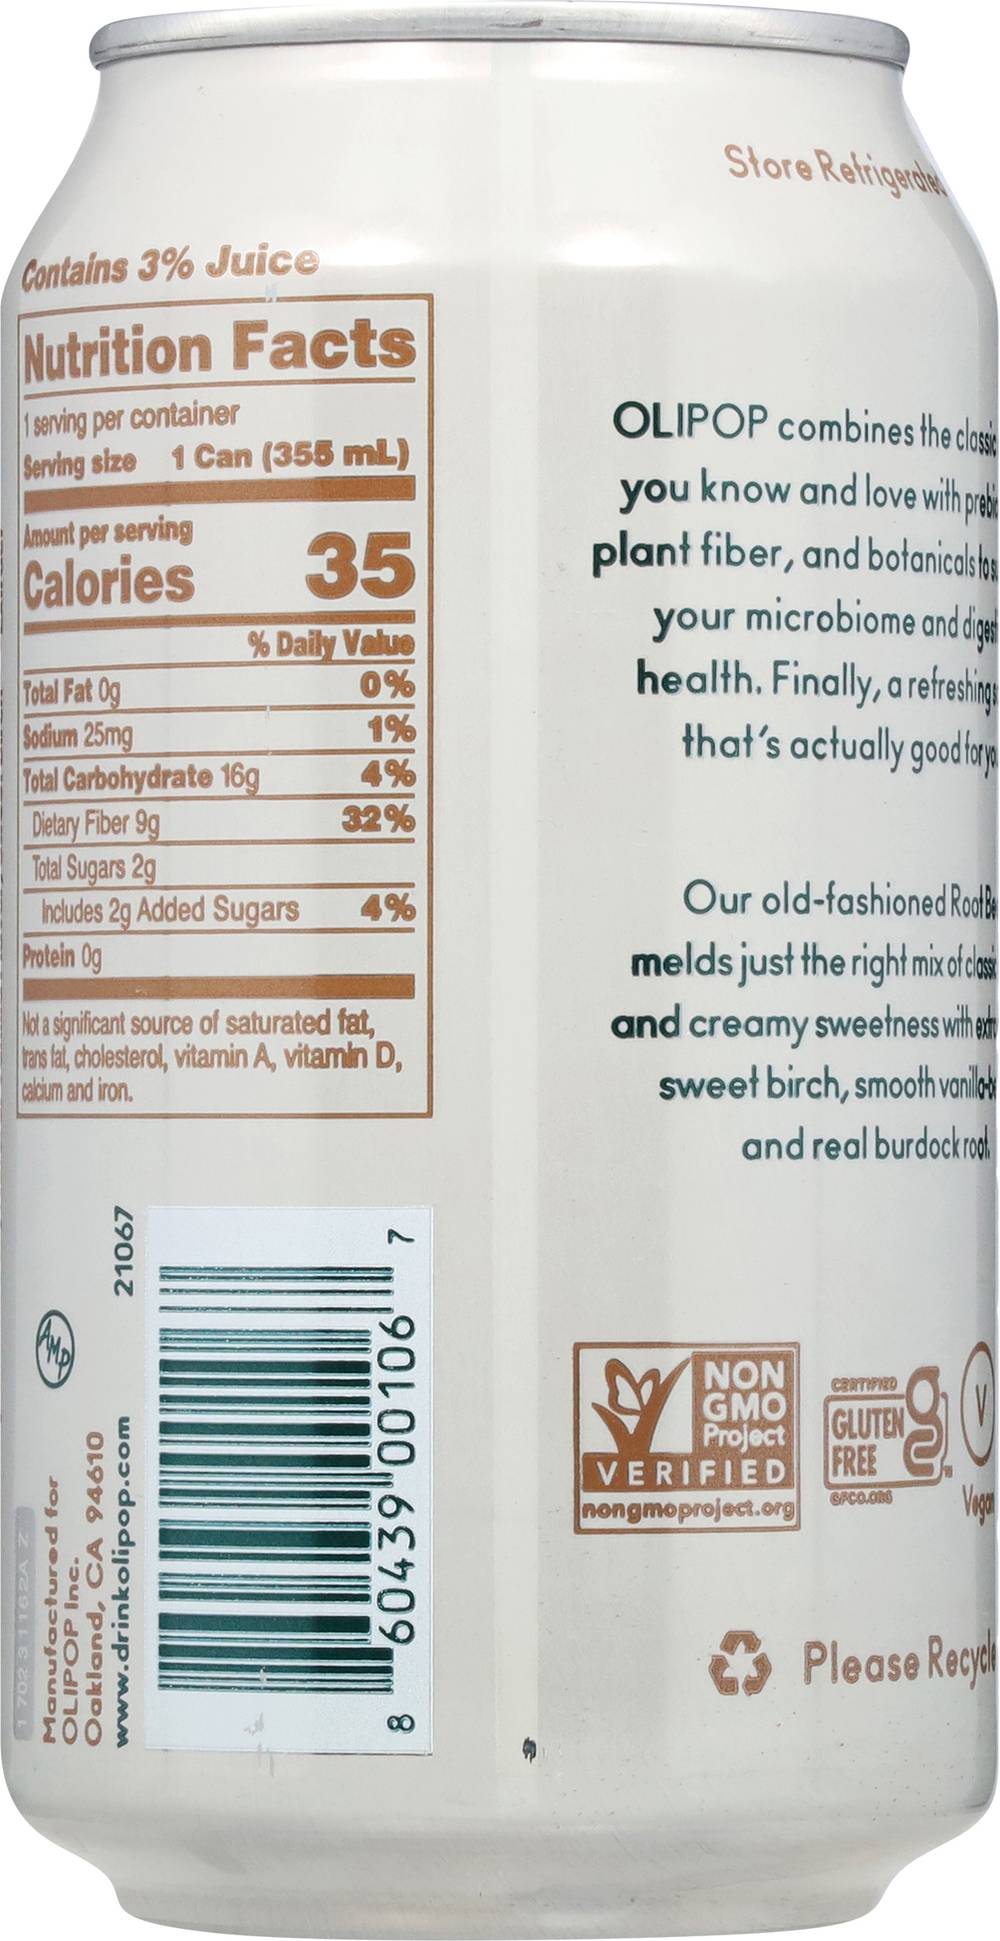 Store Refrigerated
Contains 3% Juice
Nutrition Facts
1 serving per container
Serving size 1 Can (355 mL)
Amount per serving
Calories 35
% Daily Value
Total Fat 0g 0%
Sodium 25mg 1%
Total Carbohydrate 16g 4%
Dietary Fiber 9g 32%
Total Sugars 2g
Includes 2g Added Sugars 4%
Protein 0g
Not a significant source of saturated fat,
trans fat, cholesterol, vitamin A, vitamin D,
calcium and iron.
OLIPOP combines the classic
you know and love with
plant fiber, and botanicals to
your microbiome and
health. Finally, a refreshing
that's actually good for
Our old-fashioned Root
melds just the right mix of classic
and creamy sweetness with
sweet birch, smooth
and real burdock root.
AMP
21067
1702 31162A Z
Manufactured for
OLIPOP Inc.
Oakland, CA 94610
www.drinkolipop.com
8 60439 00106 7
NON
GMO
Project
VERIFIED
nongmoproject.org
CERTIFIED
GLUTEN
FREE
GFCO.ORG
V
Vegan
Please Recycle